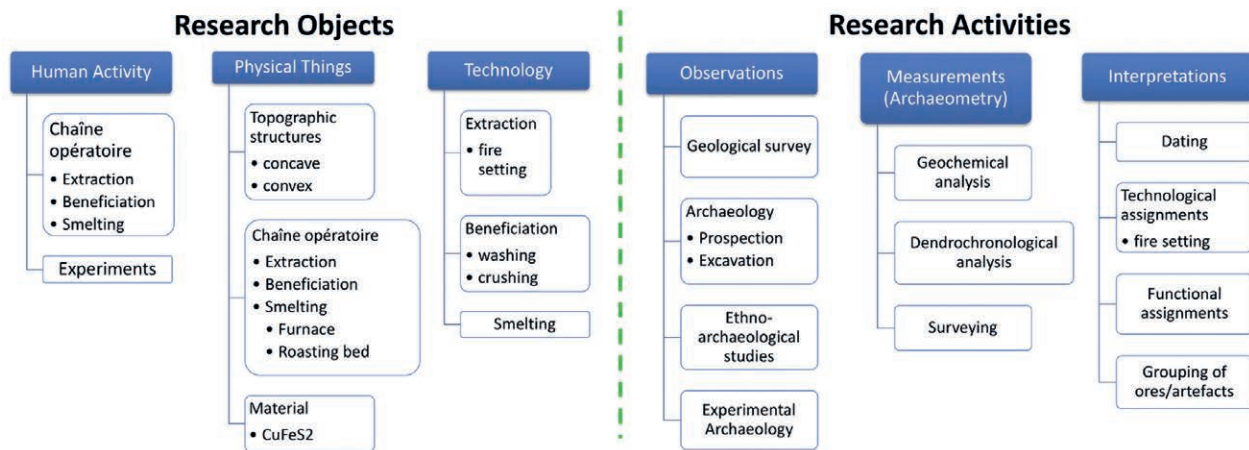 Research Objects
Human Activity
Chaîne
opératoire
• Extraction
• Beneficiation
• Smelting
Experiments
Physical Things
Topographic
structures
• concave
• convex
Chaîne opératoire
• Extraction
• Beneficiation
• Smelting
• Furnace
• Roasting bed
Material
• CuFeS2
Technology
Extraction
• fire
setting
Beneficiation
• washing
• crushing
Smelting
Research Activities
Observations
Geological survey
Archaeology
• Prospection
• Excavation
Ethno-
archaeological
studies
Experimental
Archaeology
Measurements
(Archaeometry)
Geochemical
analysis
Dendrochronological
analysis
Surveying
Interpretations
Dating
Technological
assignments
• fire setting
Functional
assignments
Grouping of
ores/artefacts